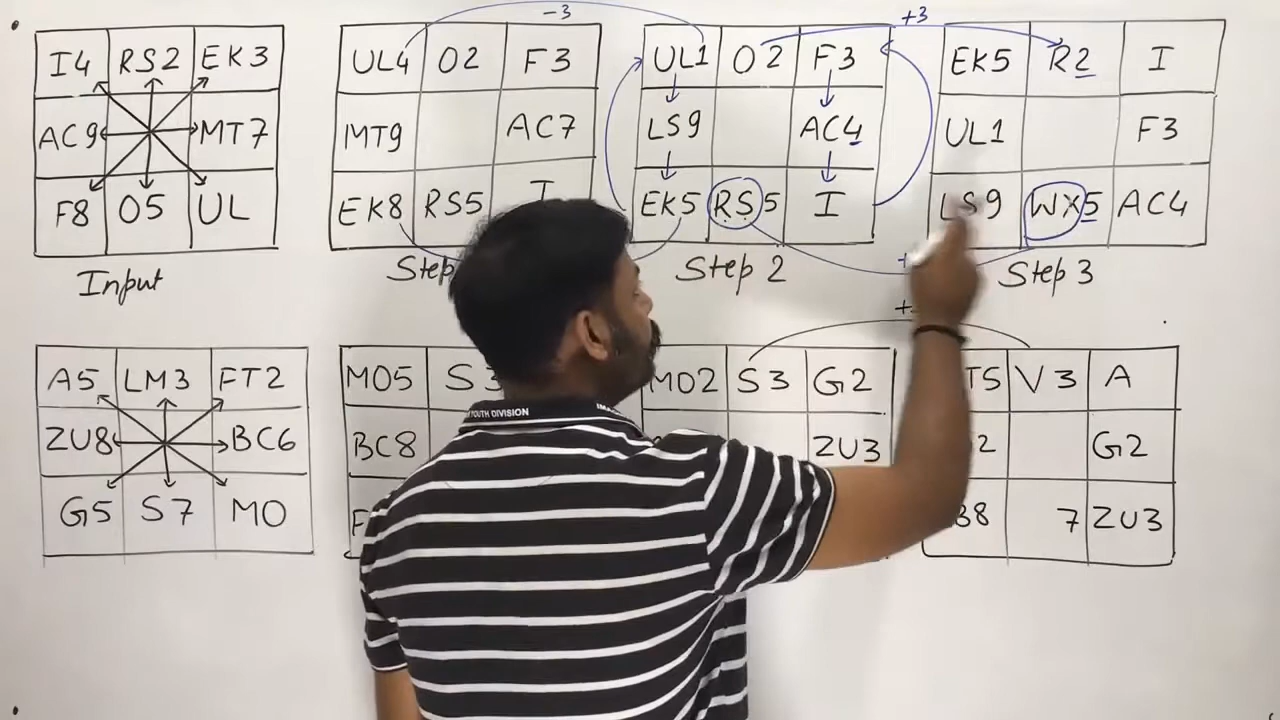 I4 RS2 EK3 UL4 O2 F3 UL1 O2 F3 EK5 R2 I
-3 +3
AC9 MT7 MT9 AC7 LS9 AC4 UL1 F3
F8 O5 UL EK8 RS5 I EK5 RS5 I LS9 WX5 AC4
Input Step 2 Step 3
A5 LM3 FT2 MO5 S3 MO2 S3 G2 V3 A
ZU8 BC6 BC8 ZU3 G2
G5 S7 MO 7 ZU3
YOUTH DIVISION